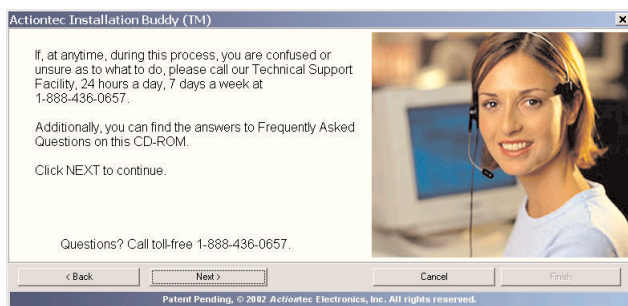 Actiontec Installation Buddy (TM)
If, at anytime, during this process, you are confused or
unsure as to what to do, please call our Technical Support
Facility, 24 hours a day, 7 days a week at
1-888-436-0657.
Additionally, you can find the answers to Frequently Asked
Questions on this CD-ROM.
Click NEXT to continue.
Questions? Call toll-free 1-888-436-0657.
< Back Next > Cancel Finish
Patent Pending, © 2002 Actiontec Electronics, Inc. All rights reserved.